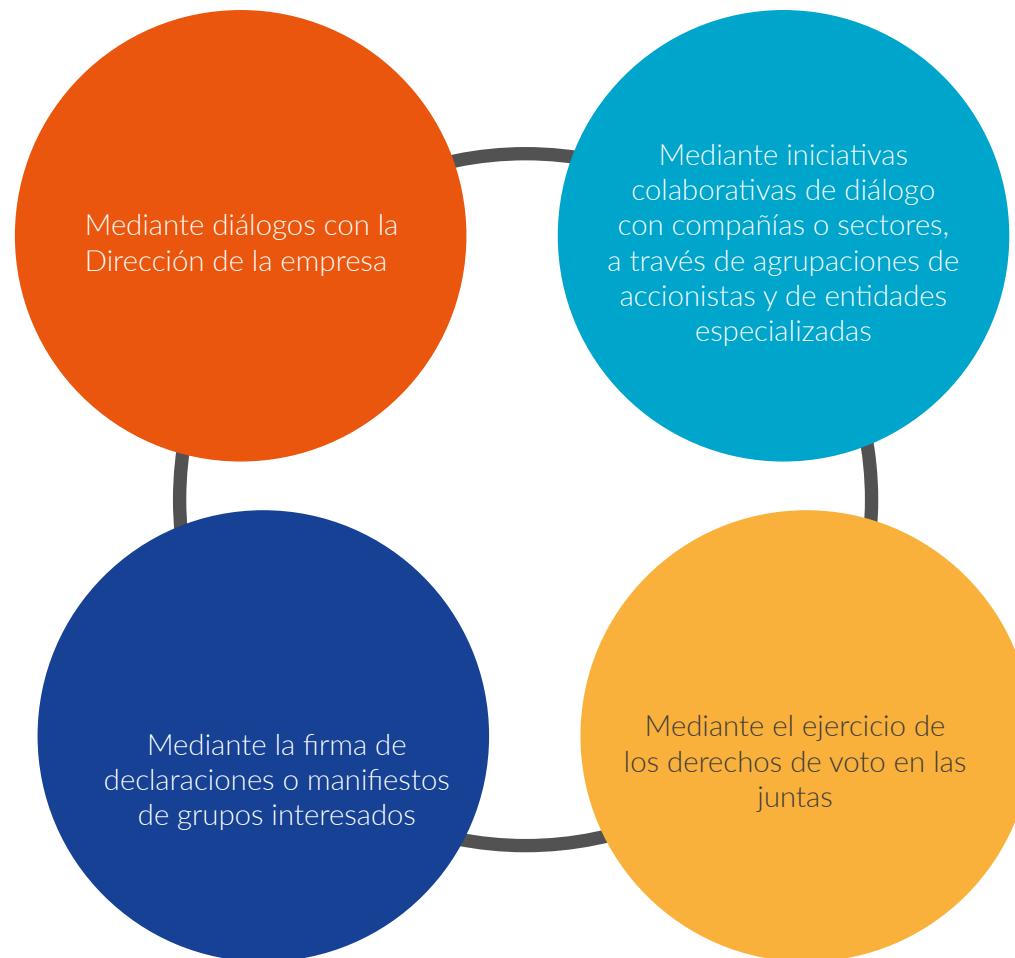 Mediante diálogos con la
Dirección de la empresa
Mediante iniciativas
colaborativas de diálogo
con compañías o sectores,
a través de agrupaciones de
accionistas y de entidades
especializadas
Mediante la firma de
declaraciones o manifiestos
de grupos interesados
Mediante el ejercicio de
los derechos de voto en las
juntas